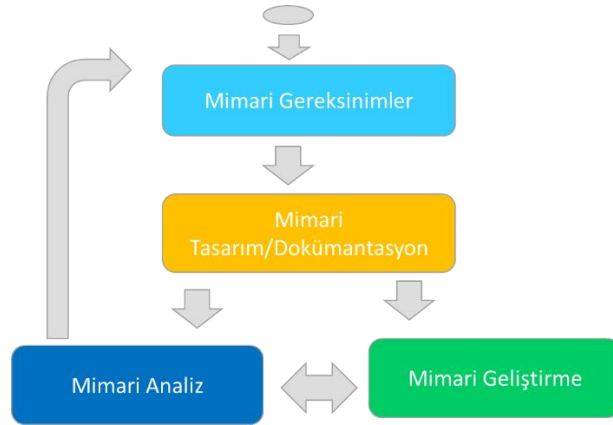 Mimari Gereksinimler
Mimari
Tasarım/Dokümantasyon
Mimari Analiz
Mimari Geliştirme